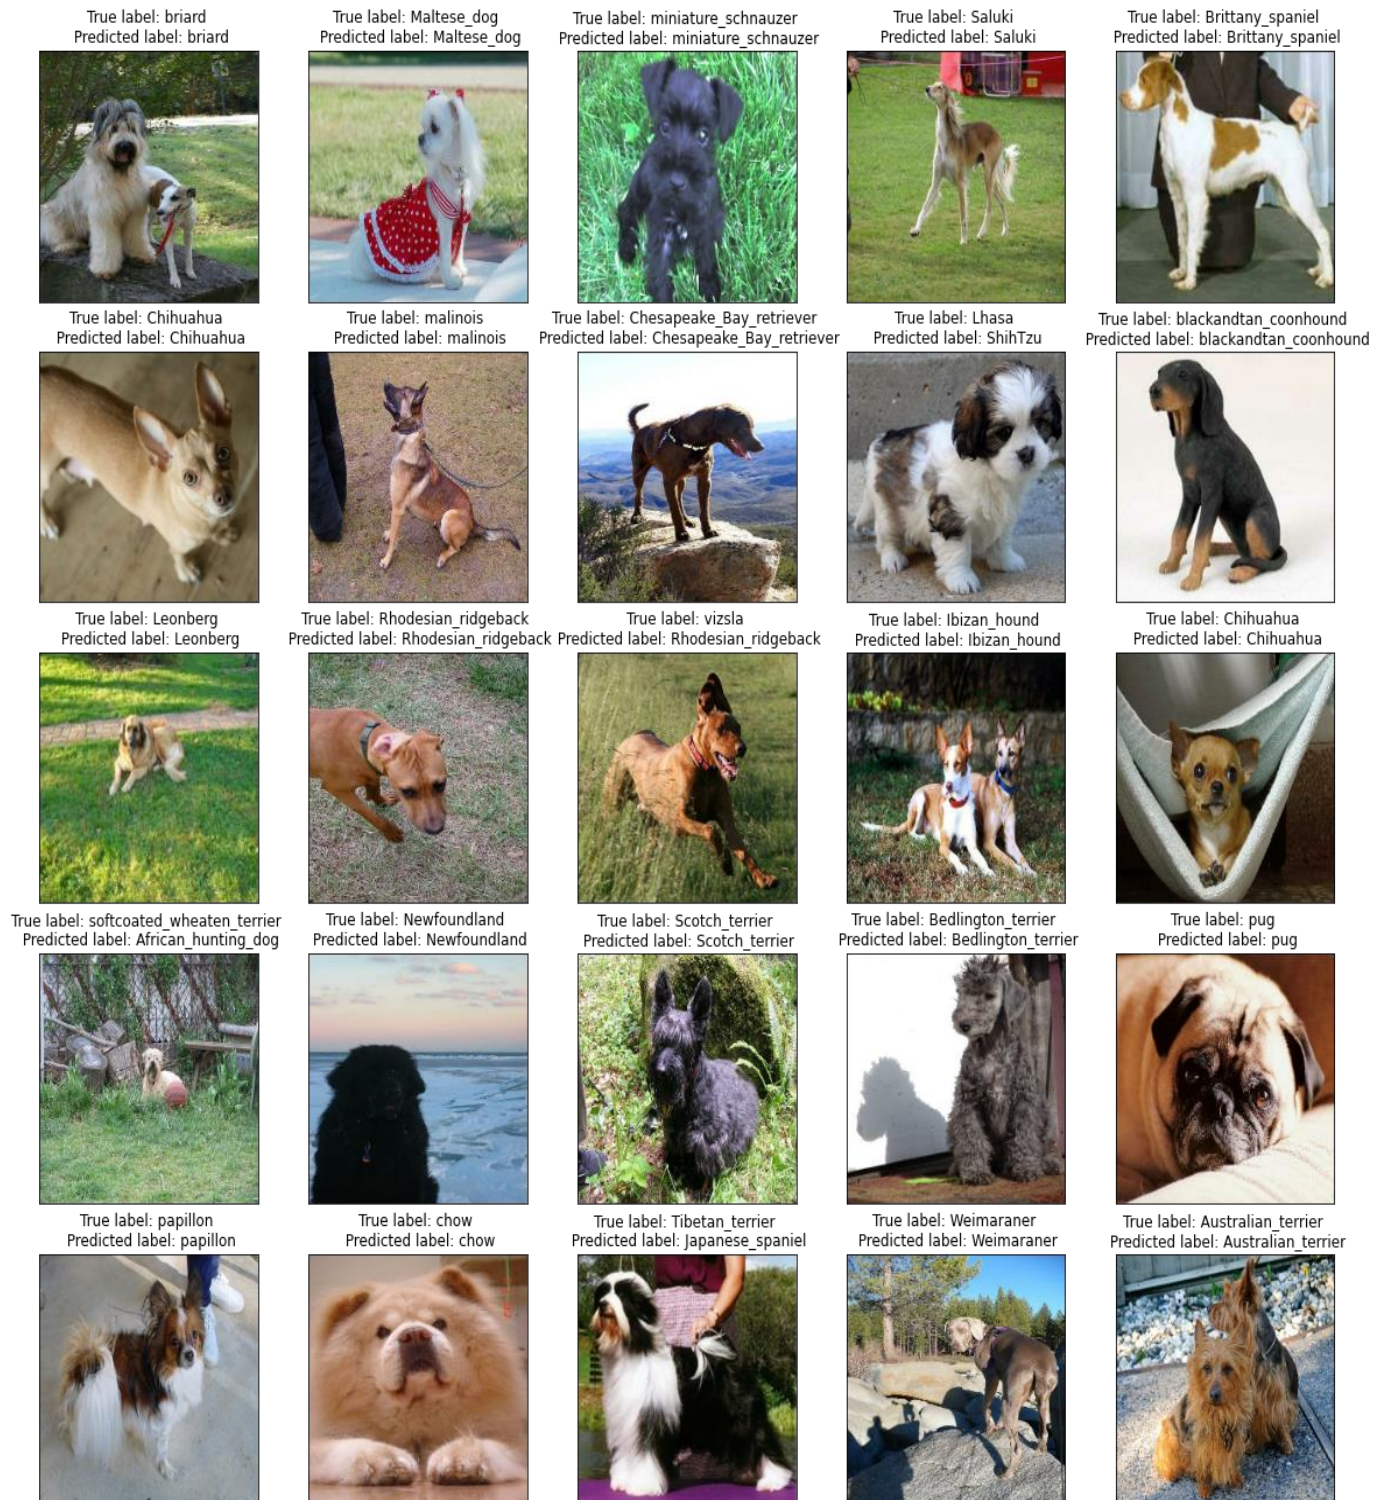 True label: briard
Predicted label: briard
True label: Maltese_dog
Predicted label: Maltese_dog
True label: miniature_schnauzer
Predicted label: miniature_schnauzer
True label: Saluki
Predicted label: Saluki
True label: Brittany_spaniel
Predicted label: Brittany_spaniel
True label: Chihuahua
Predicted label: Chihuahua
True label: malinois
Predicted label: malinois
True label: Chesapeake_Bay_retriever
Predicted label: Chesapeake_Bay_retriever
True label: Lhasa
Predicted label: ShihTzu
True label: blackandtan_coonhound
Predicted label: blackandtan_coonhound
True label: Leonberg
Predicted label: Leonberg
True label: Rhodesian_ridgeback
Predicted label: Rhodesian_ridgeback
True label: vizsla
Predicted label: Rhodesian_ridgeback
True label: Ibizan_hound
Predicted label: Ibizan_hound
True label: Chihuahua
Predicted label: Chihuahua
True label: softcoated_wheaten_terrier
Predicted label: African_hunting_dog
True label: Newfoundland
Predicted label: Newfoundland
True label: Scotch_terrier
Predicted label: Scotch_terrier
True label: Bedlington_terrier
Predicted label: Bedlington_terrier
True label: pug
Predicted label: pug
True label: papillon
Predicted label: papillon
True label: chow
Predicted label: chow
True label: Tibetan_terrier
Predicted label: Japanese_spaniel
True label: Weimaraner
Predicted label: Weimaraner
True label: Australian_terrier
Predicted label: Australian_terrier